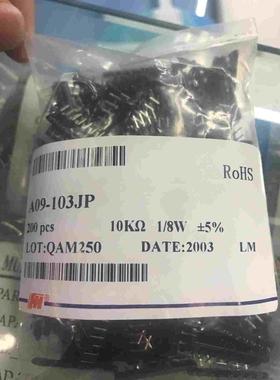 RoHS
A09-103JP
200 pcs 10KΩ 1/8W ±5%
LOT:QAM250 DATE:2003 LM